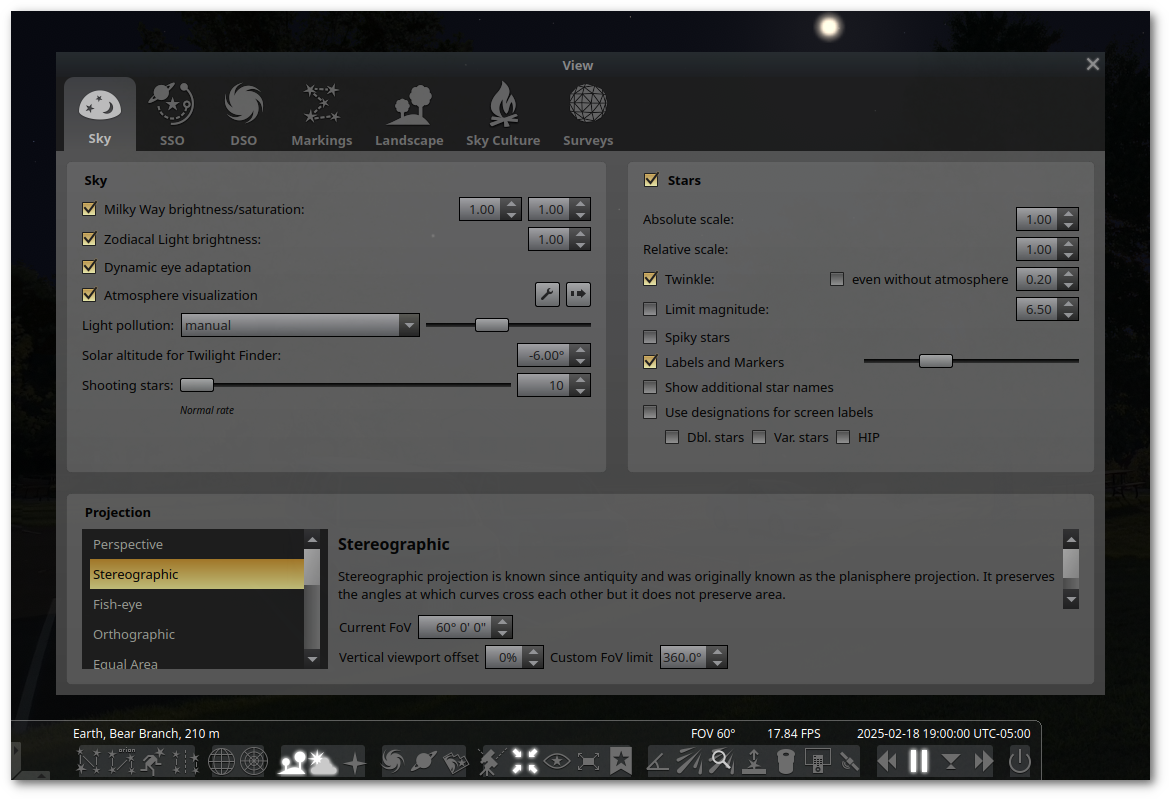 View
Sky
SSO
DSO
Markings
Landscape
Sky Culture
Surveys
Sky
Milky Way brightness/saturation: 1.00 1.00
Zodiacal Light brightness: 1.00
Dynamic eye adaptation
Atmosphere visualization
Light pollution: manual
Solar altitude for Twilight Finder: -6.00°
Shooting stars: 10
Normal rate
Stars
Absolute scale: 1.00
Relative scale: 1.00
Twinkle: even without atmosphere 0.20
Limit magnitude: 6.50
Spiky stars
Labels and Markers
Show additional star names
Use designations for screen labels
Dbl. stars Var. stars HIP
Projection
Perspective
Stereographic
Fish-eye
Orthographic
Equal Area
Stereographic
Stereographic projection is known since antiquity and was originally known as the planisphere projection. It preserves
the angles at which curves cross each other but it does not preserve area.
Current FoV 60° 0' 0"
Vertical viewport offset 0% Custom FoV limit 360.0°
Earth, Bear Branch, 210 m FOV 60° 17.84 FPS 2025-02-18 19:00:00 UTC-05:00
orion